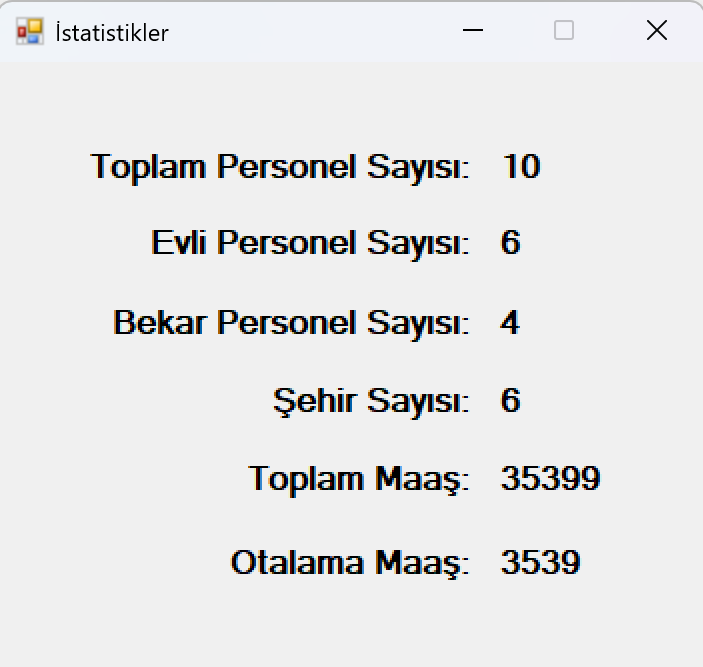 İstatistikler
Toplam Personel Sayısı: 10
Evli Personel Sayısı: 6
Bekar Personel Sayısı: 4
Şehir Sayısı: 6
Toplam Maaş: 35399
Otalama Maaş: 3539